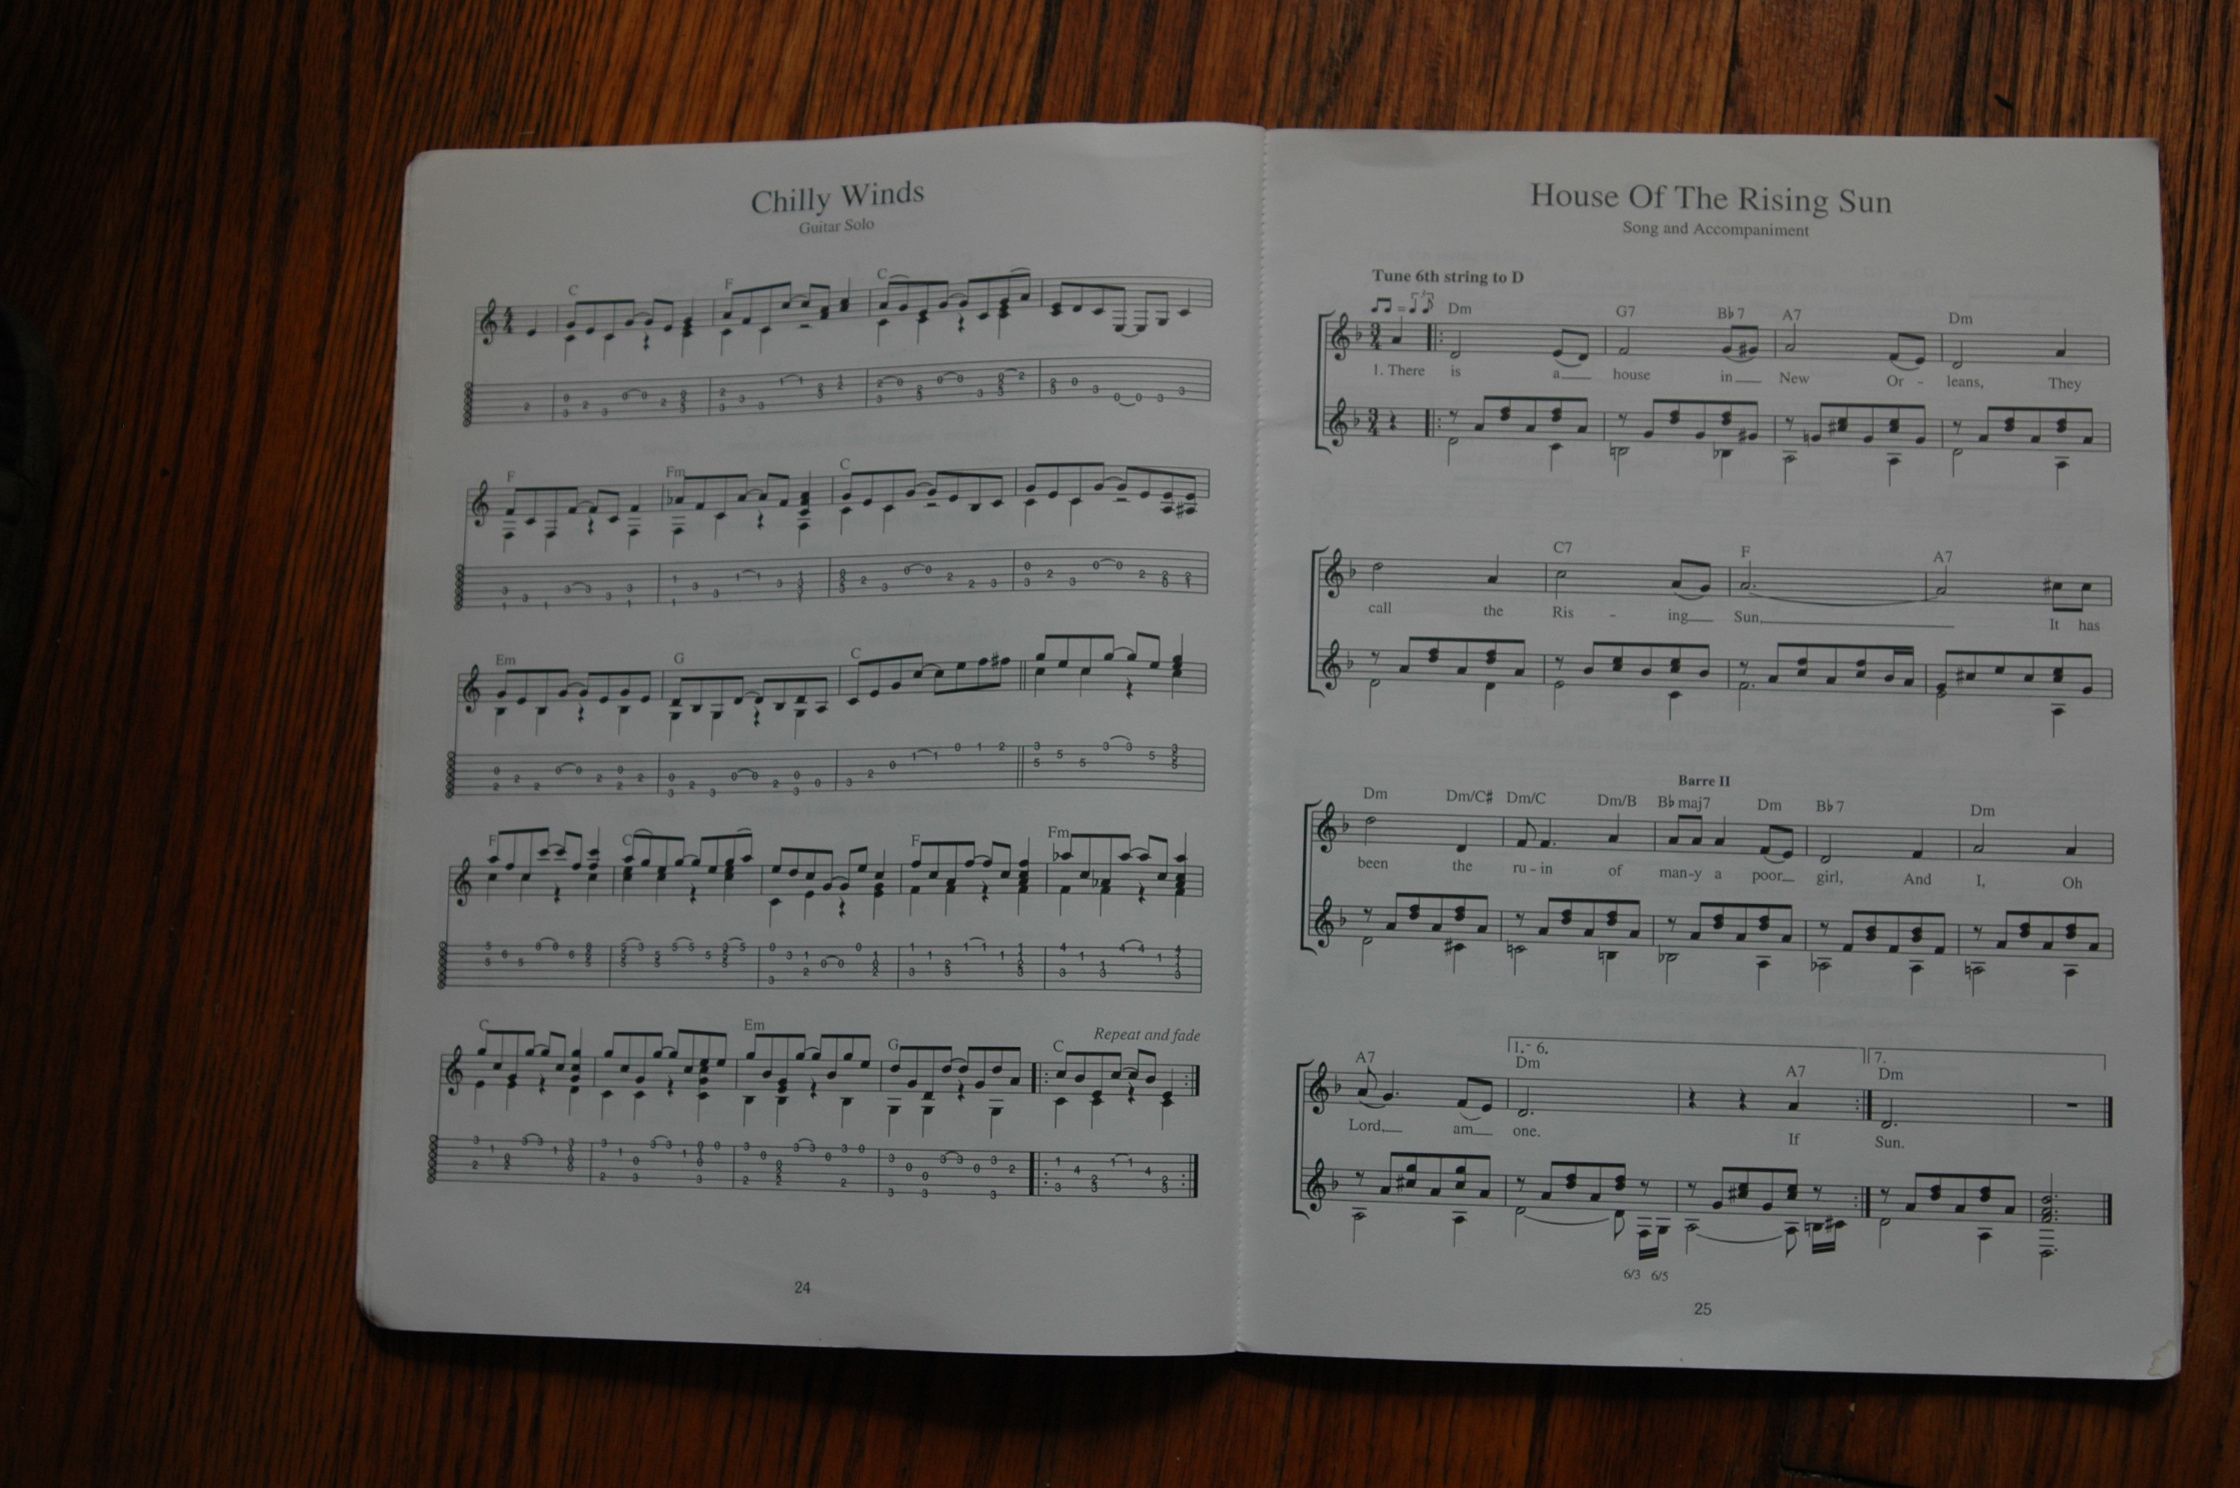 Chilly Winds
Guitar Solo
C F C
F Fm C
Em G C
F C F Fm
Repeat and fade
C Em G C
24
House Of The Rising Sun
Song and Accompaniment
Tune 6th string to D
Dm G7 B♭7 A7 Dm
1. There is a house in New Or - leans, They
C7 F A7
call the Ris - ing Sun, It has
Barre II
Dm Dm/C♯ Dm/C Dm/B B♭maj7 Dm B♭7 Dm
been the ru - in of man-y a poor girl, And I, Oh
1.- 6. 7.
A7 Dm A7 Dm
Lord, am one. If Sun.
6/3 6/5
25